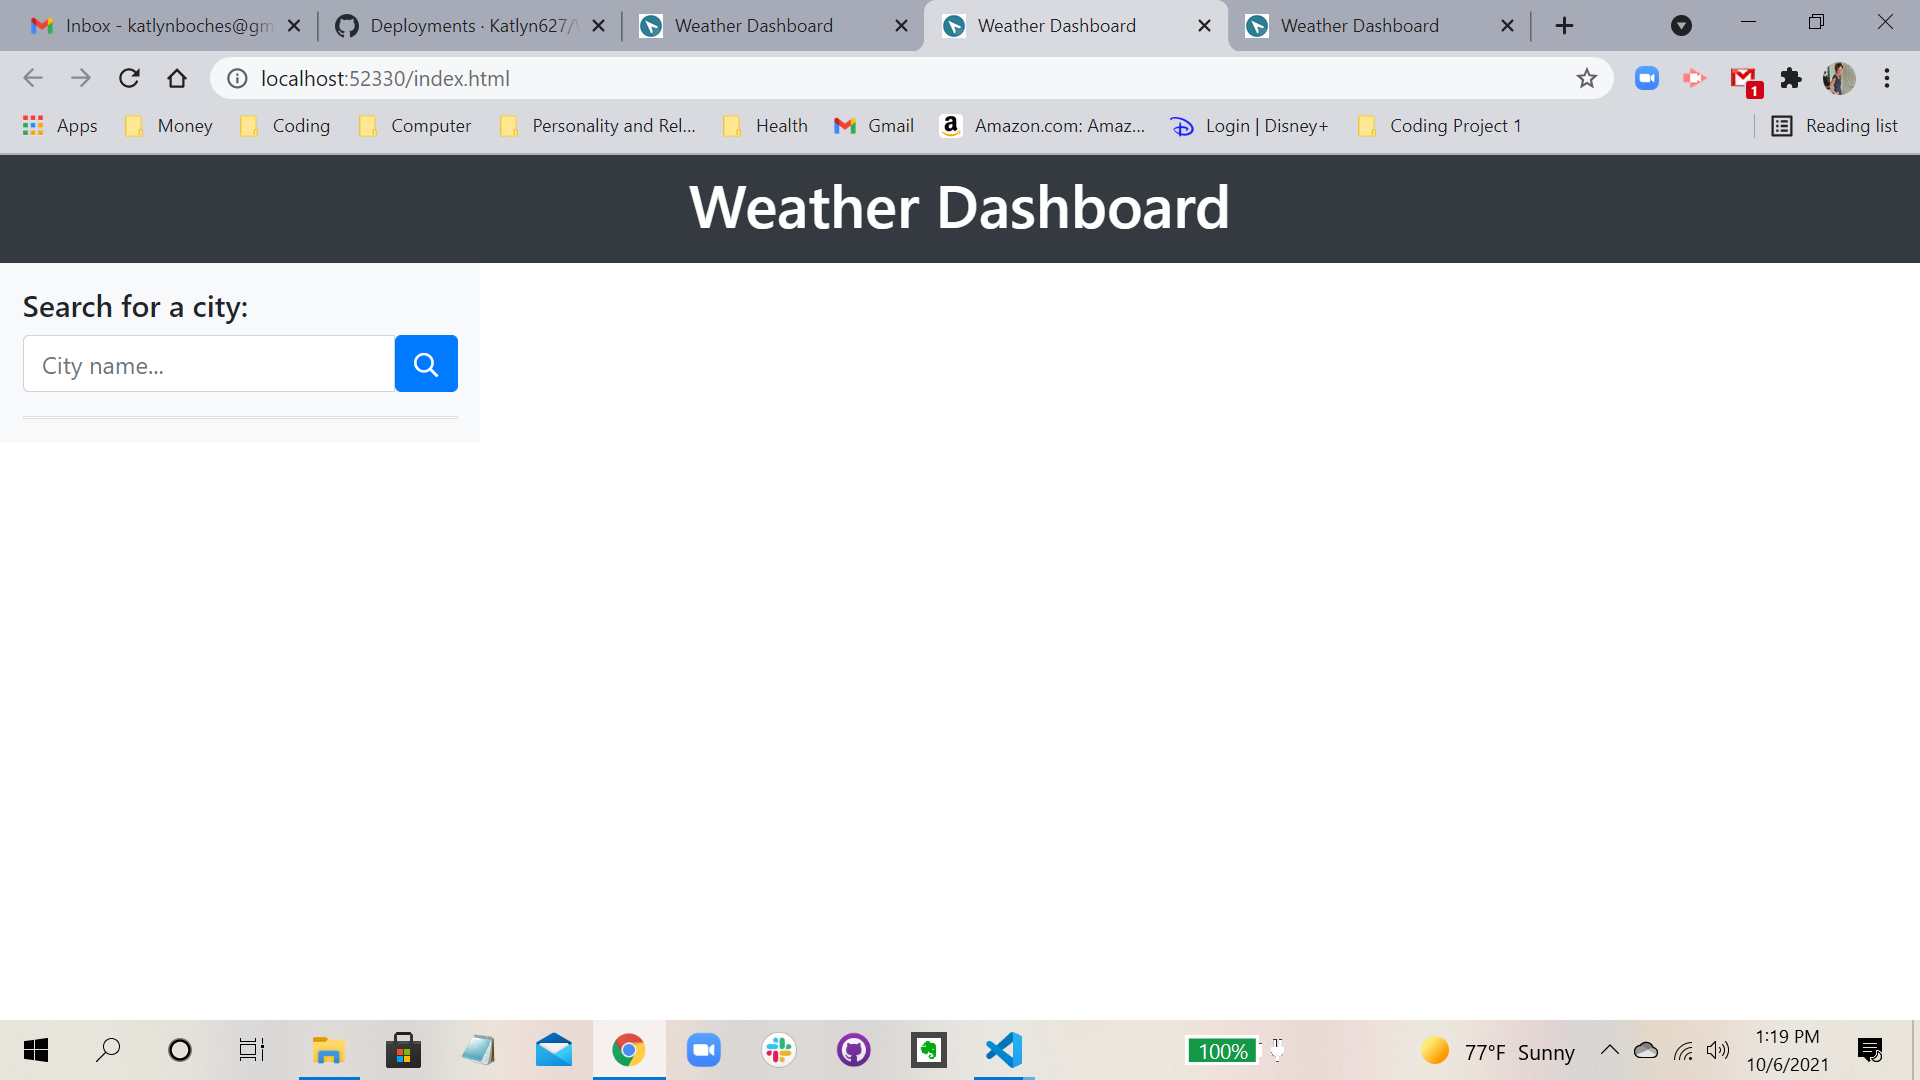 Inbox - katlynboches@gm
Deployments · Katlyn627/
Weather Dashboard
Weather Dashboard
Weather Dashboard
localhost:52330/index.html
1
Apps
Money
Coding
Computer
Personality and Rel...
Health
Gmail
Amazon.com: Amaz...
Login | Disney+
Coding Project 1
Reading list
Weather Dashboard
Search for a city:
City name...
100%
77°F Sunny
1:19 PM
10/6/2021